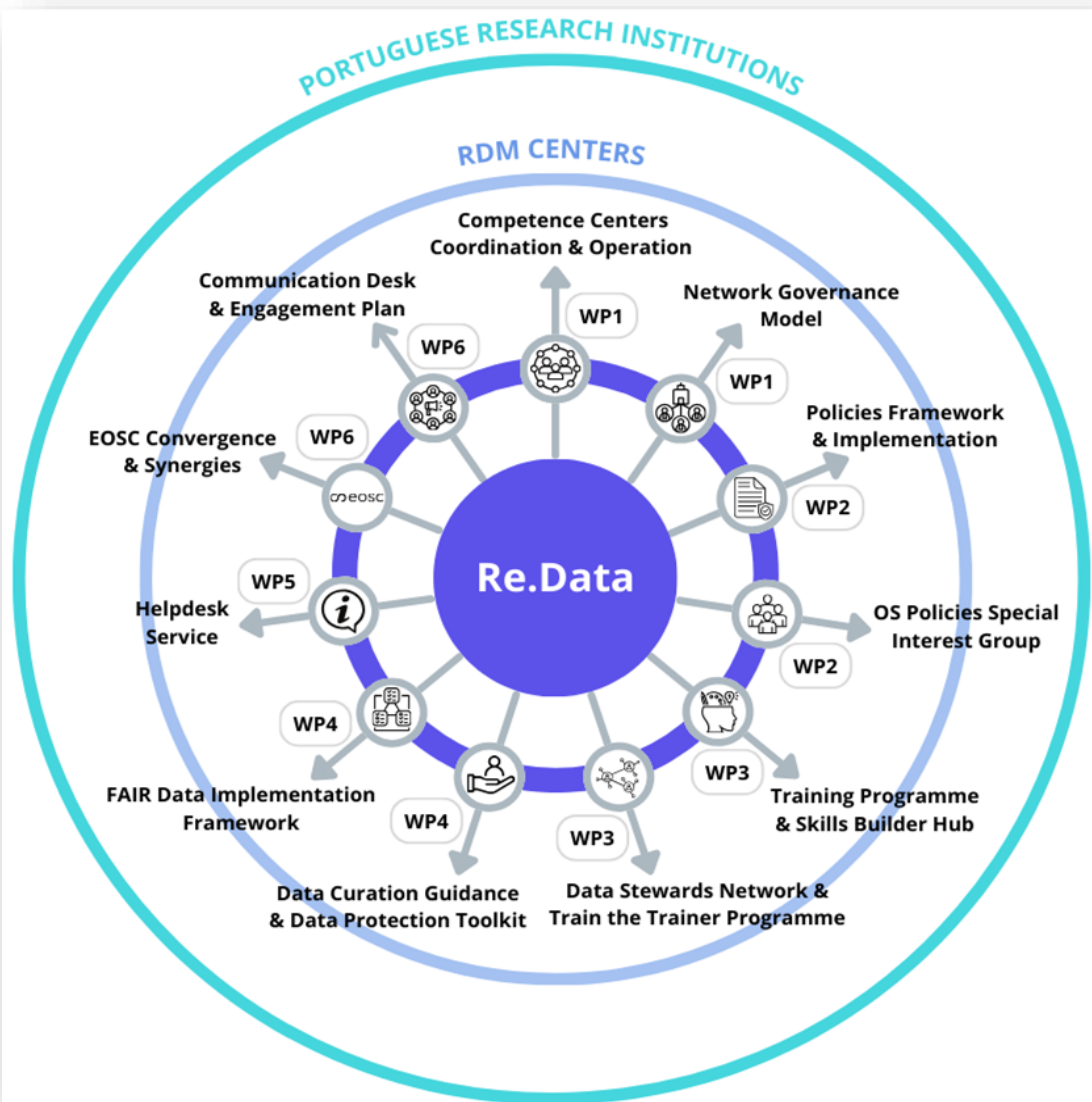 PORTUGUESE RESEARCH INSTITUTIONS
RDM CENTERS
Competence Centers
Coordination & Operation
WP1
Network Governance
Model
WP1
Policies Framework
& Implementation
WP2
OS Policies Special
Interest Group
WP2
Training Programme
& Skills Builder Hub
WP3
Data Stewards Network &
Train the Trainer Programme
WP3
Data Curation Guidance
& Data Protection Toolkit
WP4
FAIR Data Implementation
Framework
WP4
Helpdesk
Service
WP5
EOSC Convergence
& Synergies
WP6
eosc
Communication Desk
& Engagement Plan
WP6
Re.Data